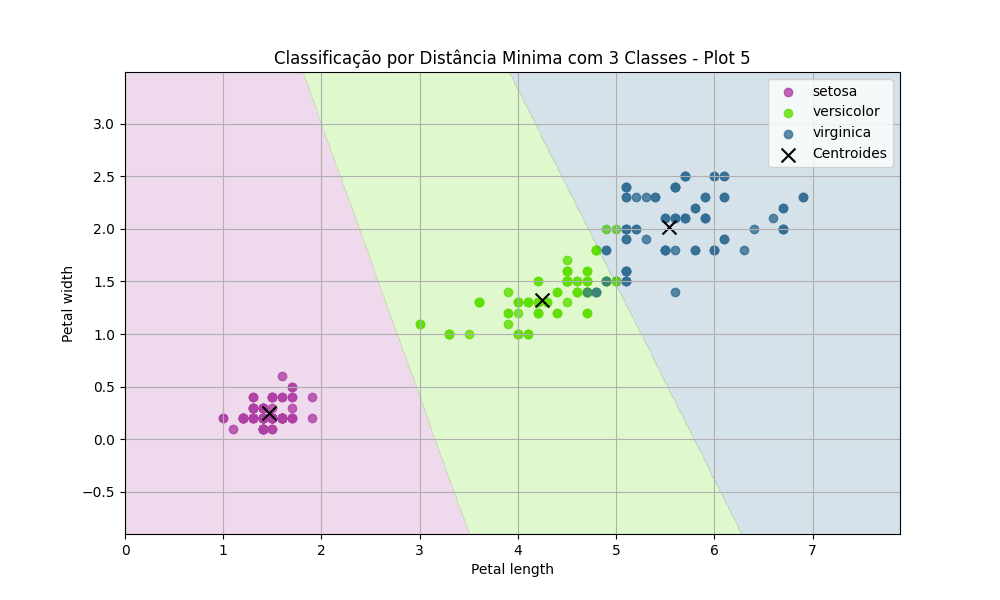 Classificação por Distância Minima com 3 Classes - Plot 5
setosa
versicolor
virginica
Centroides
3.0
2.5
2.0
1.5
1.0
0.5
0.0
−0.5
Petal width
0 1 2 3 4 5 6 7
Petal length